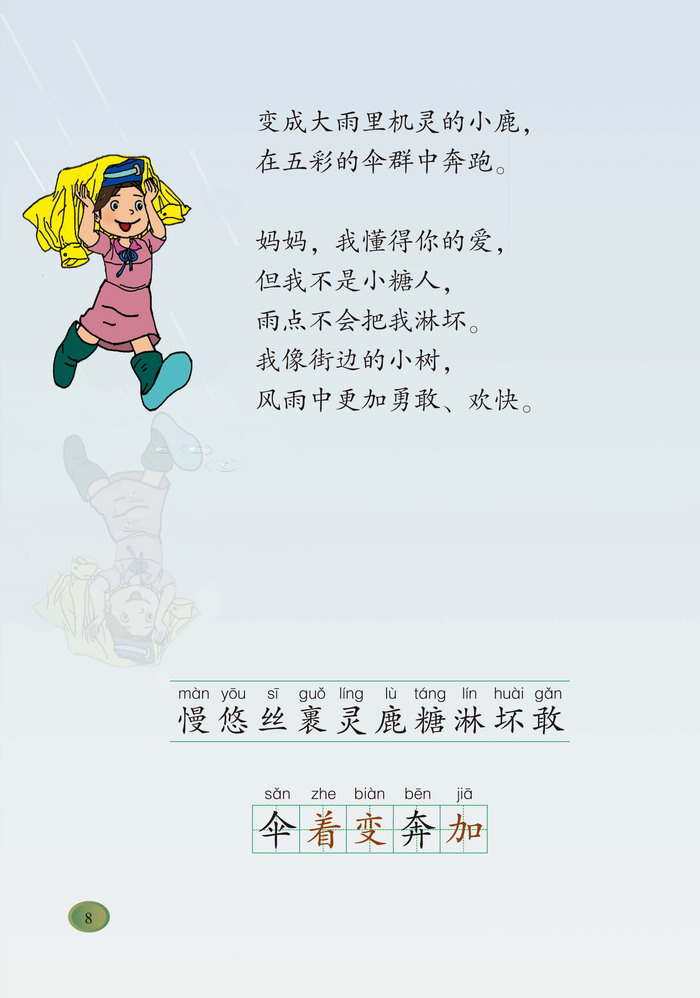 变成大雨里机灵的小鹿，
在五彩的伞群中奔跑。
妈妈，我懂得你的爱，
但我不是小糖人，
雨点不会把我淋坏。
我像街边的小树，
风雨中更加勇敢、欢快。
màn yōu sī guǒ líng lù táng lín huài gǎn
慢悠丝裹灵鹿糖淋坏敢
sǎn zhe biàn bēn jiā
伞着变奔加
8